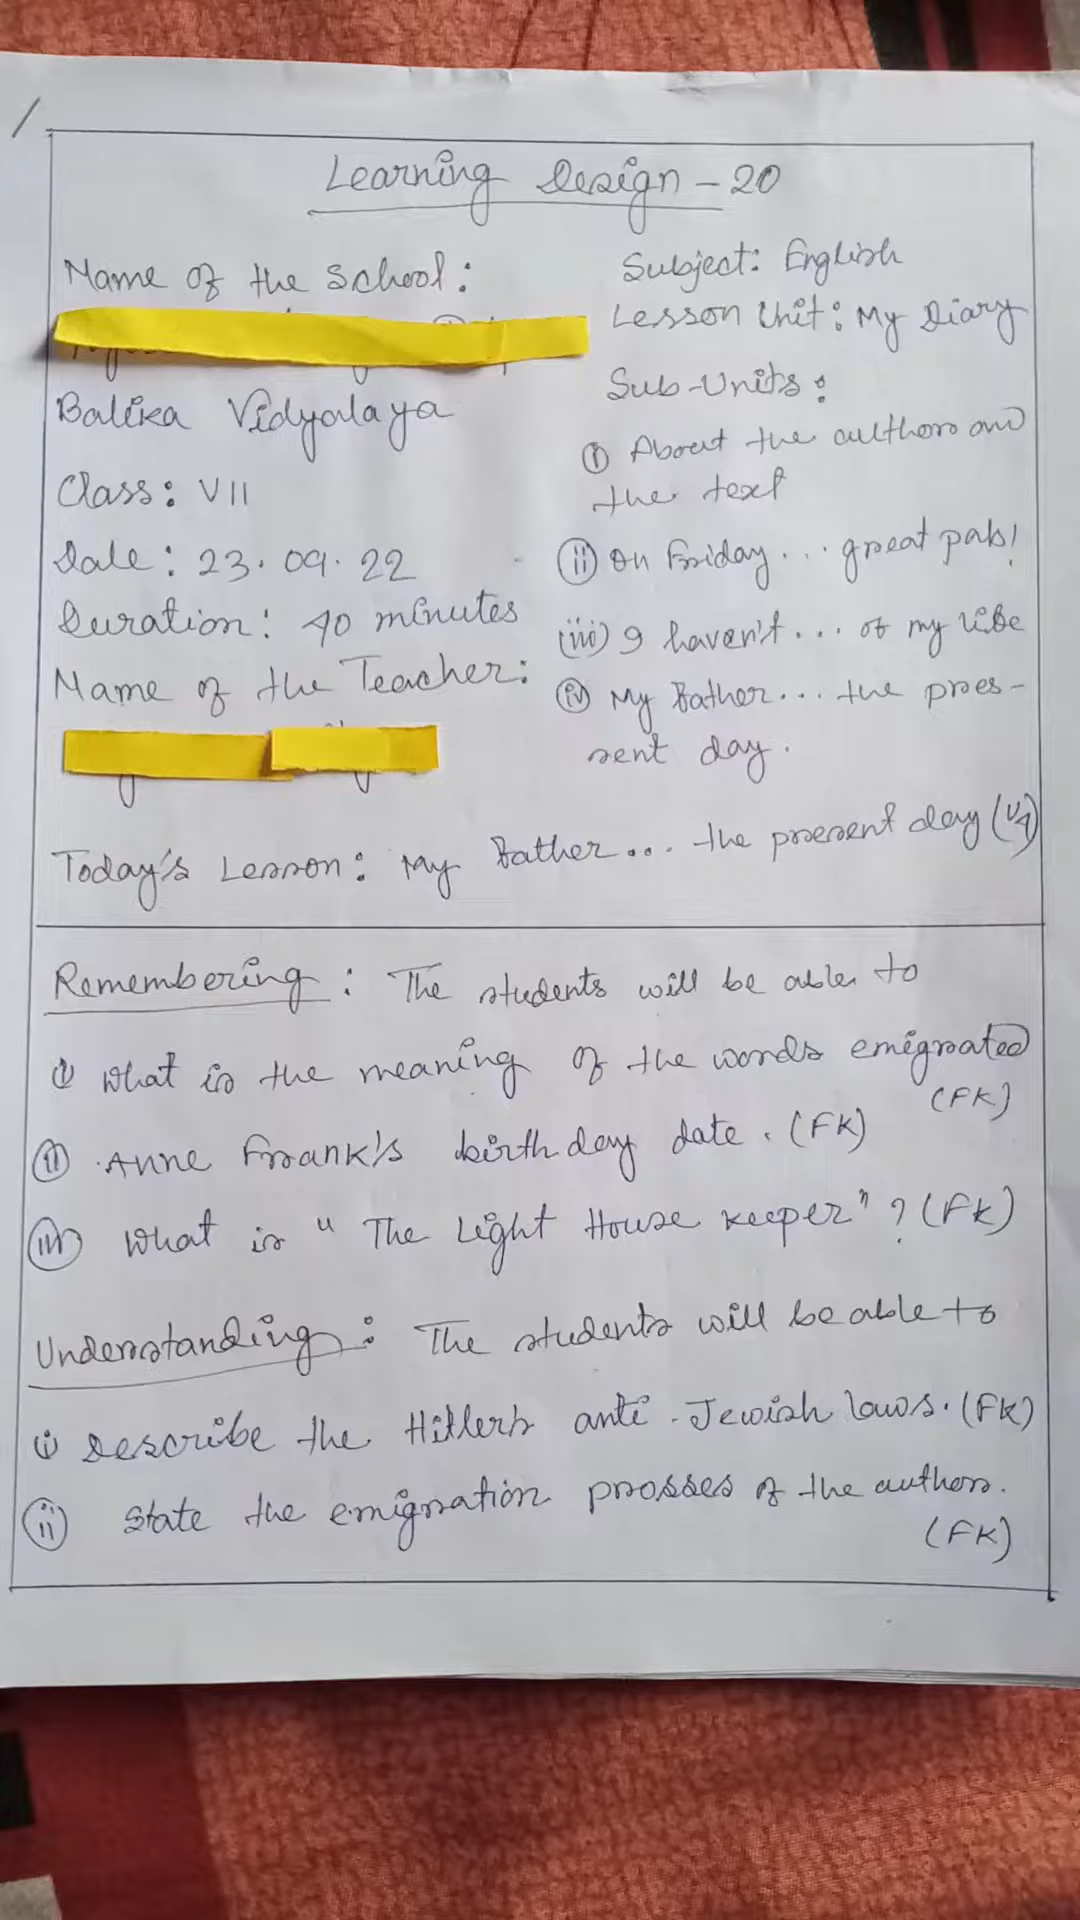 Learning Design - 20
Name of the School:
Balika Vidyalaya
Class: VII
Date: 23.09.22
Duration: 40 minutes
Name of the Teacher:
Subject: English
Lesson Unit: My Diary
Sub-Units:
(i) About the author and
the text
(ii) On Friday... great pals!
(iii) I haven't... of my life
(iv) My Father... the pres-
sent day.
Today's Lesson: My Father... the present day (U4)
Remembering: The students will be able to
(i) What is the meaning of the words emigrated
(FK)
(ii) Anne Frank's birthday date. (FK)
(iii) What is "The Light House keeper"? (FK)
Understanding: The students will be able to
(i) Describe the Hitler's anti-Jewish laws. (FK)
(ii) State the emigration prosses of the author.
(FK)